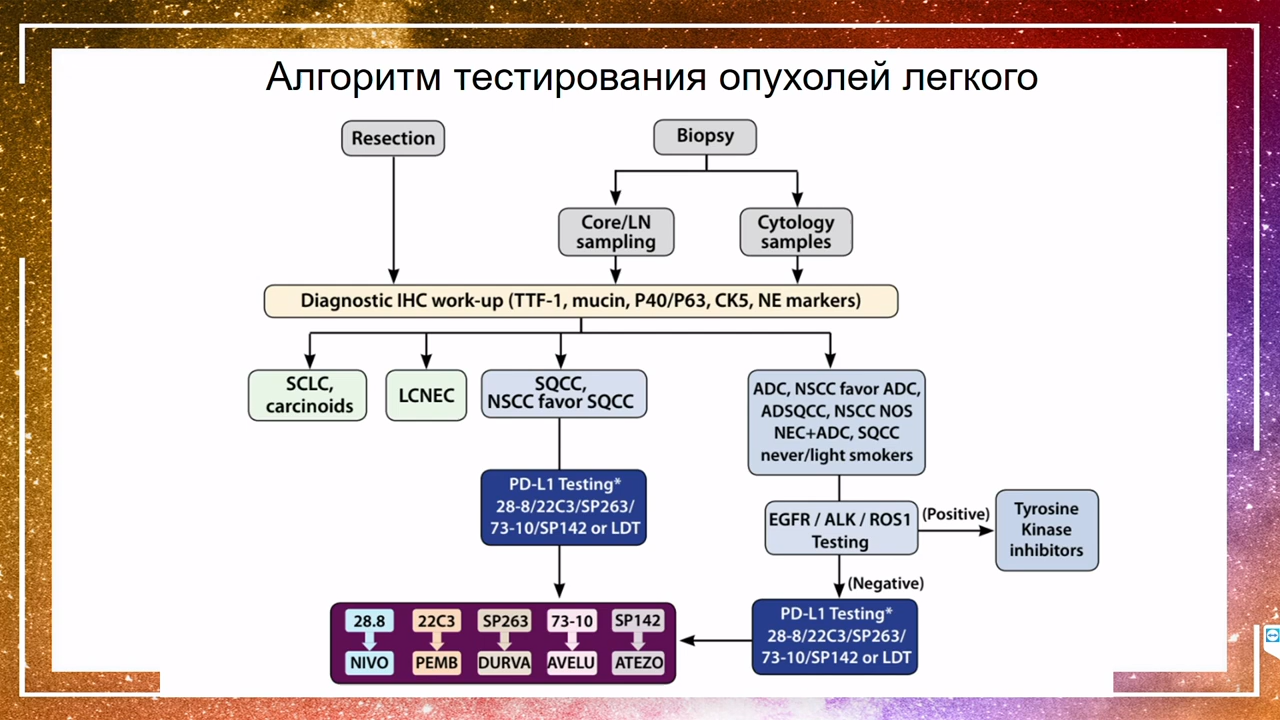 Алгоритм тестирования опухолей легкого
Resection
Biopsy
Core/LN
sampling
Cytology
samples
Diagnostic IHC work-up (TTF-1, mucin, P40/P63, CK5, NE markers)
SCLC,
carcinoids
LCNEC
SQCC,
NSCC favor SQCC
ADC, NSCC favor ADC,
ADSQCC, NSCC NOS
NEC+ADC, SQCC
never/light smokers
PD-L1 Testing*
28-8/22C3/SP263/
73-10/SP142 or LDT
EGFR / ALK / ROS1
Testing
(Positive)
Tyrosine
Kinase
inhibitors
(Negative)
PD-L1 Testing*
28-8/22C3/SP263/
73-10/SP142 or LDT
28.8 22C3 SP263 73-10 SP142
NIVO PEMB DURVA AVELU ATEZO